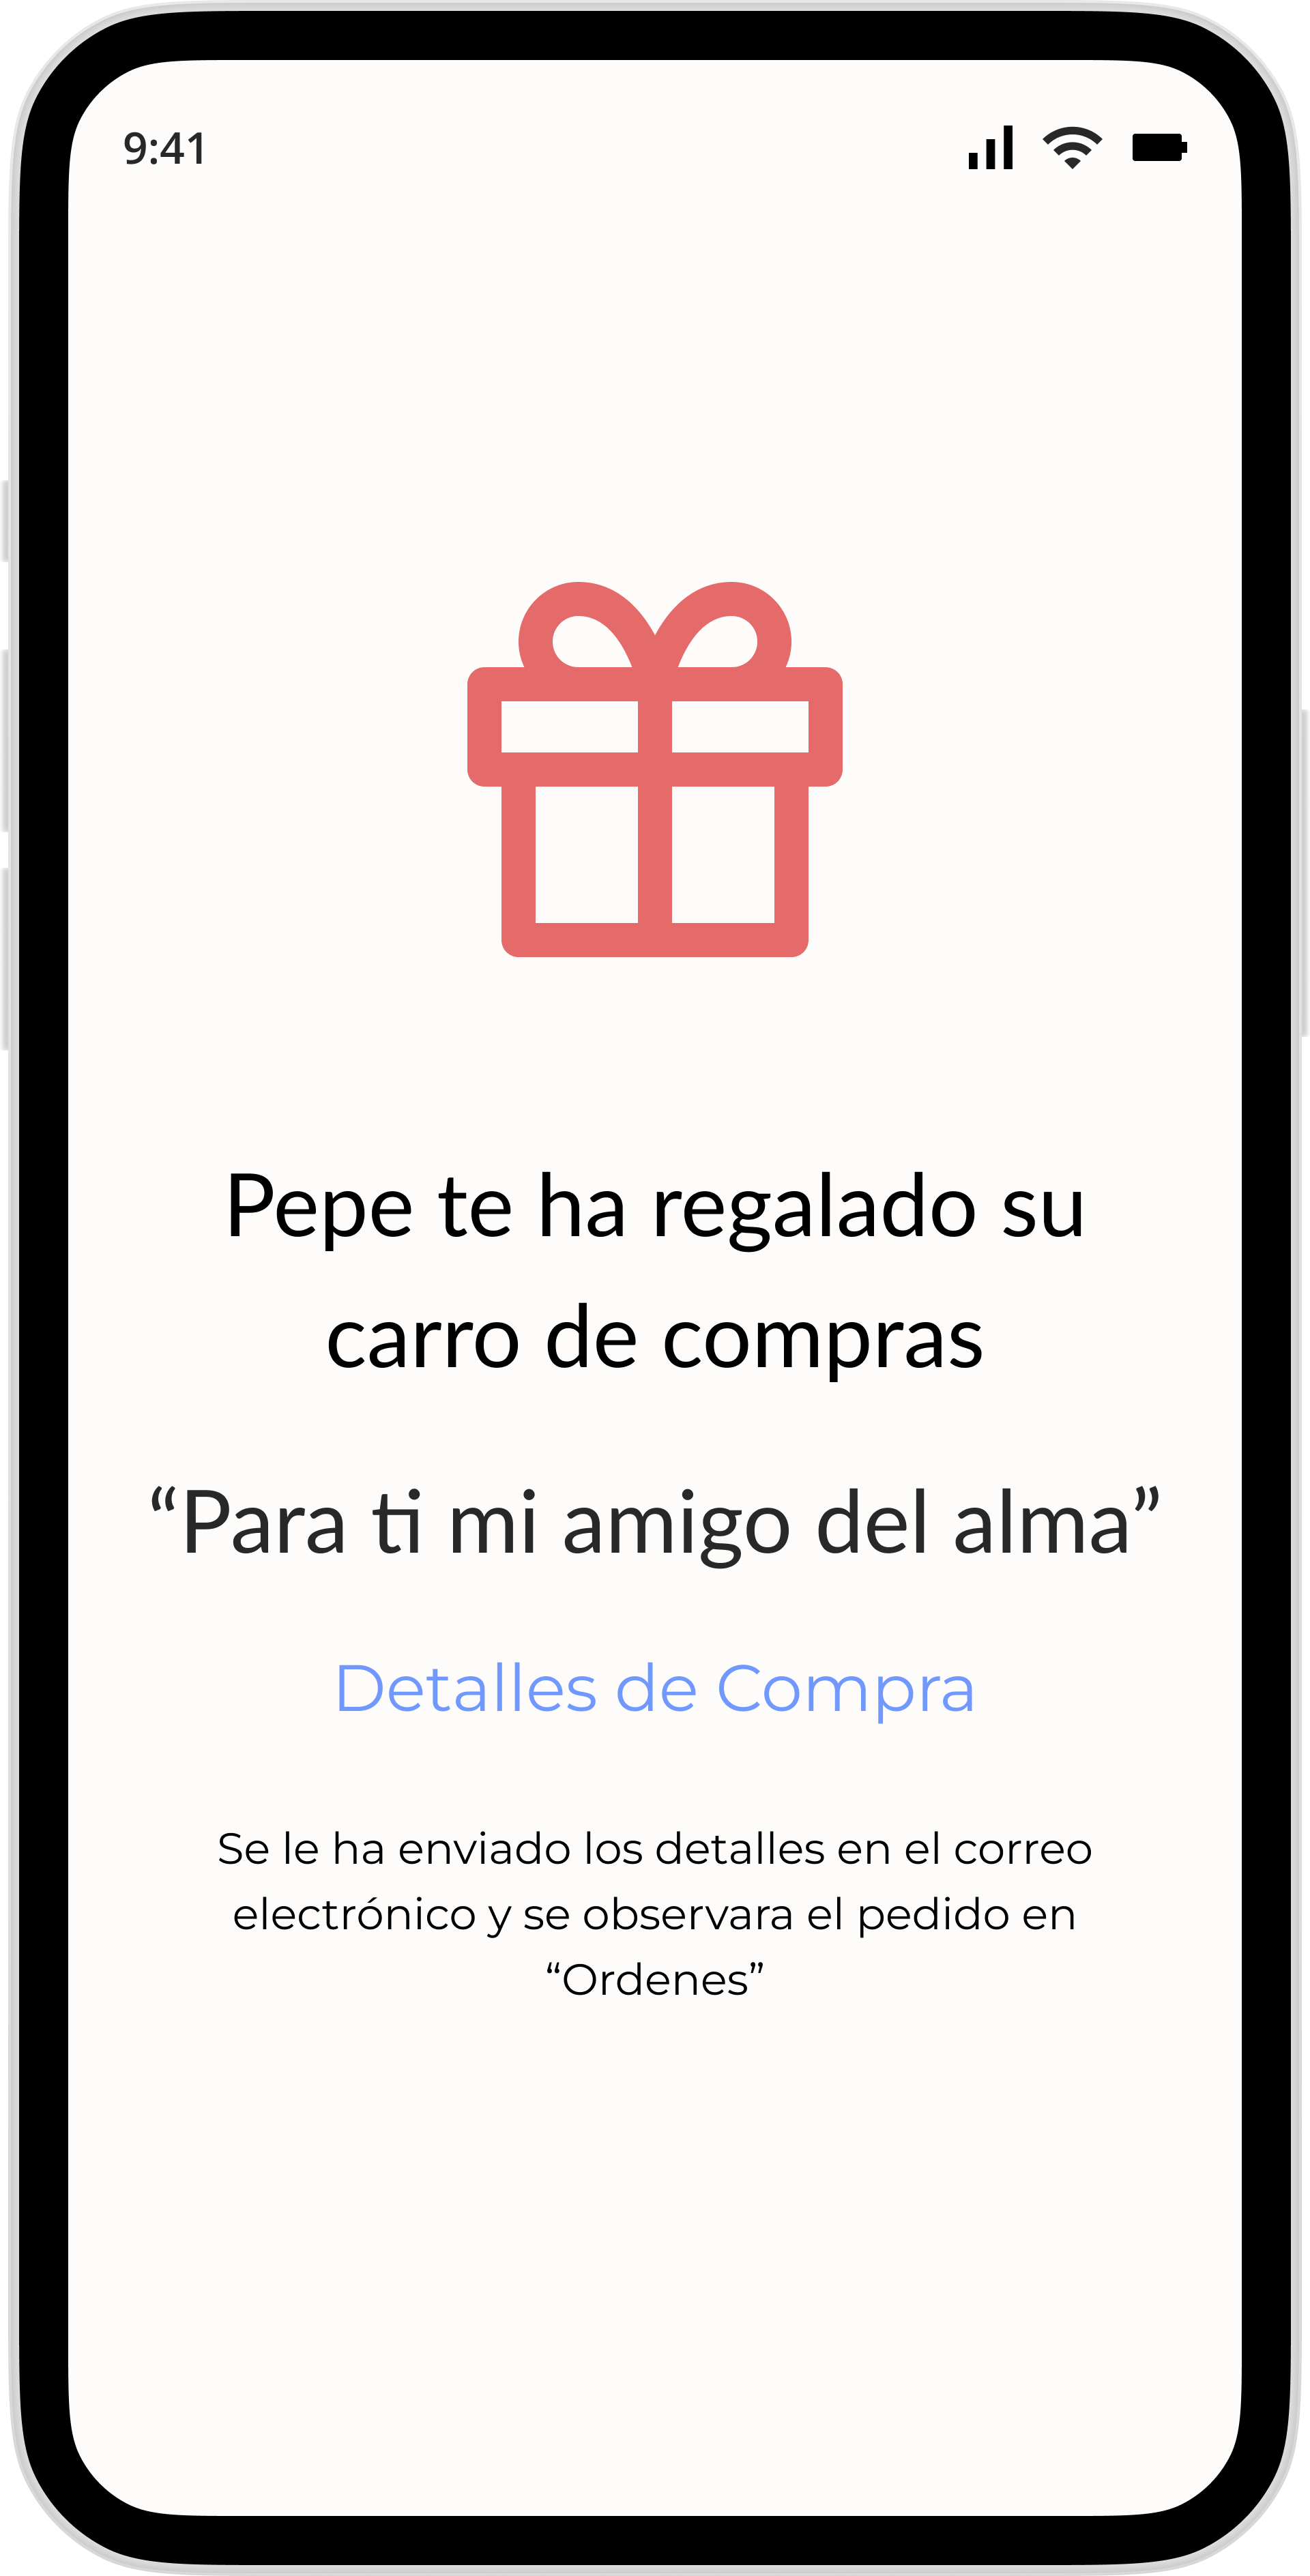 9:41
Pepe te ha regalado su
carro de compras
“Para ti mi amigo del alma”
Detalles de Compra
Se le ha enviado los detalles en el correo
electrónico y se observara el pedido en
“Ordenes”